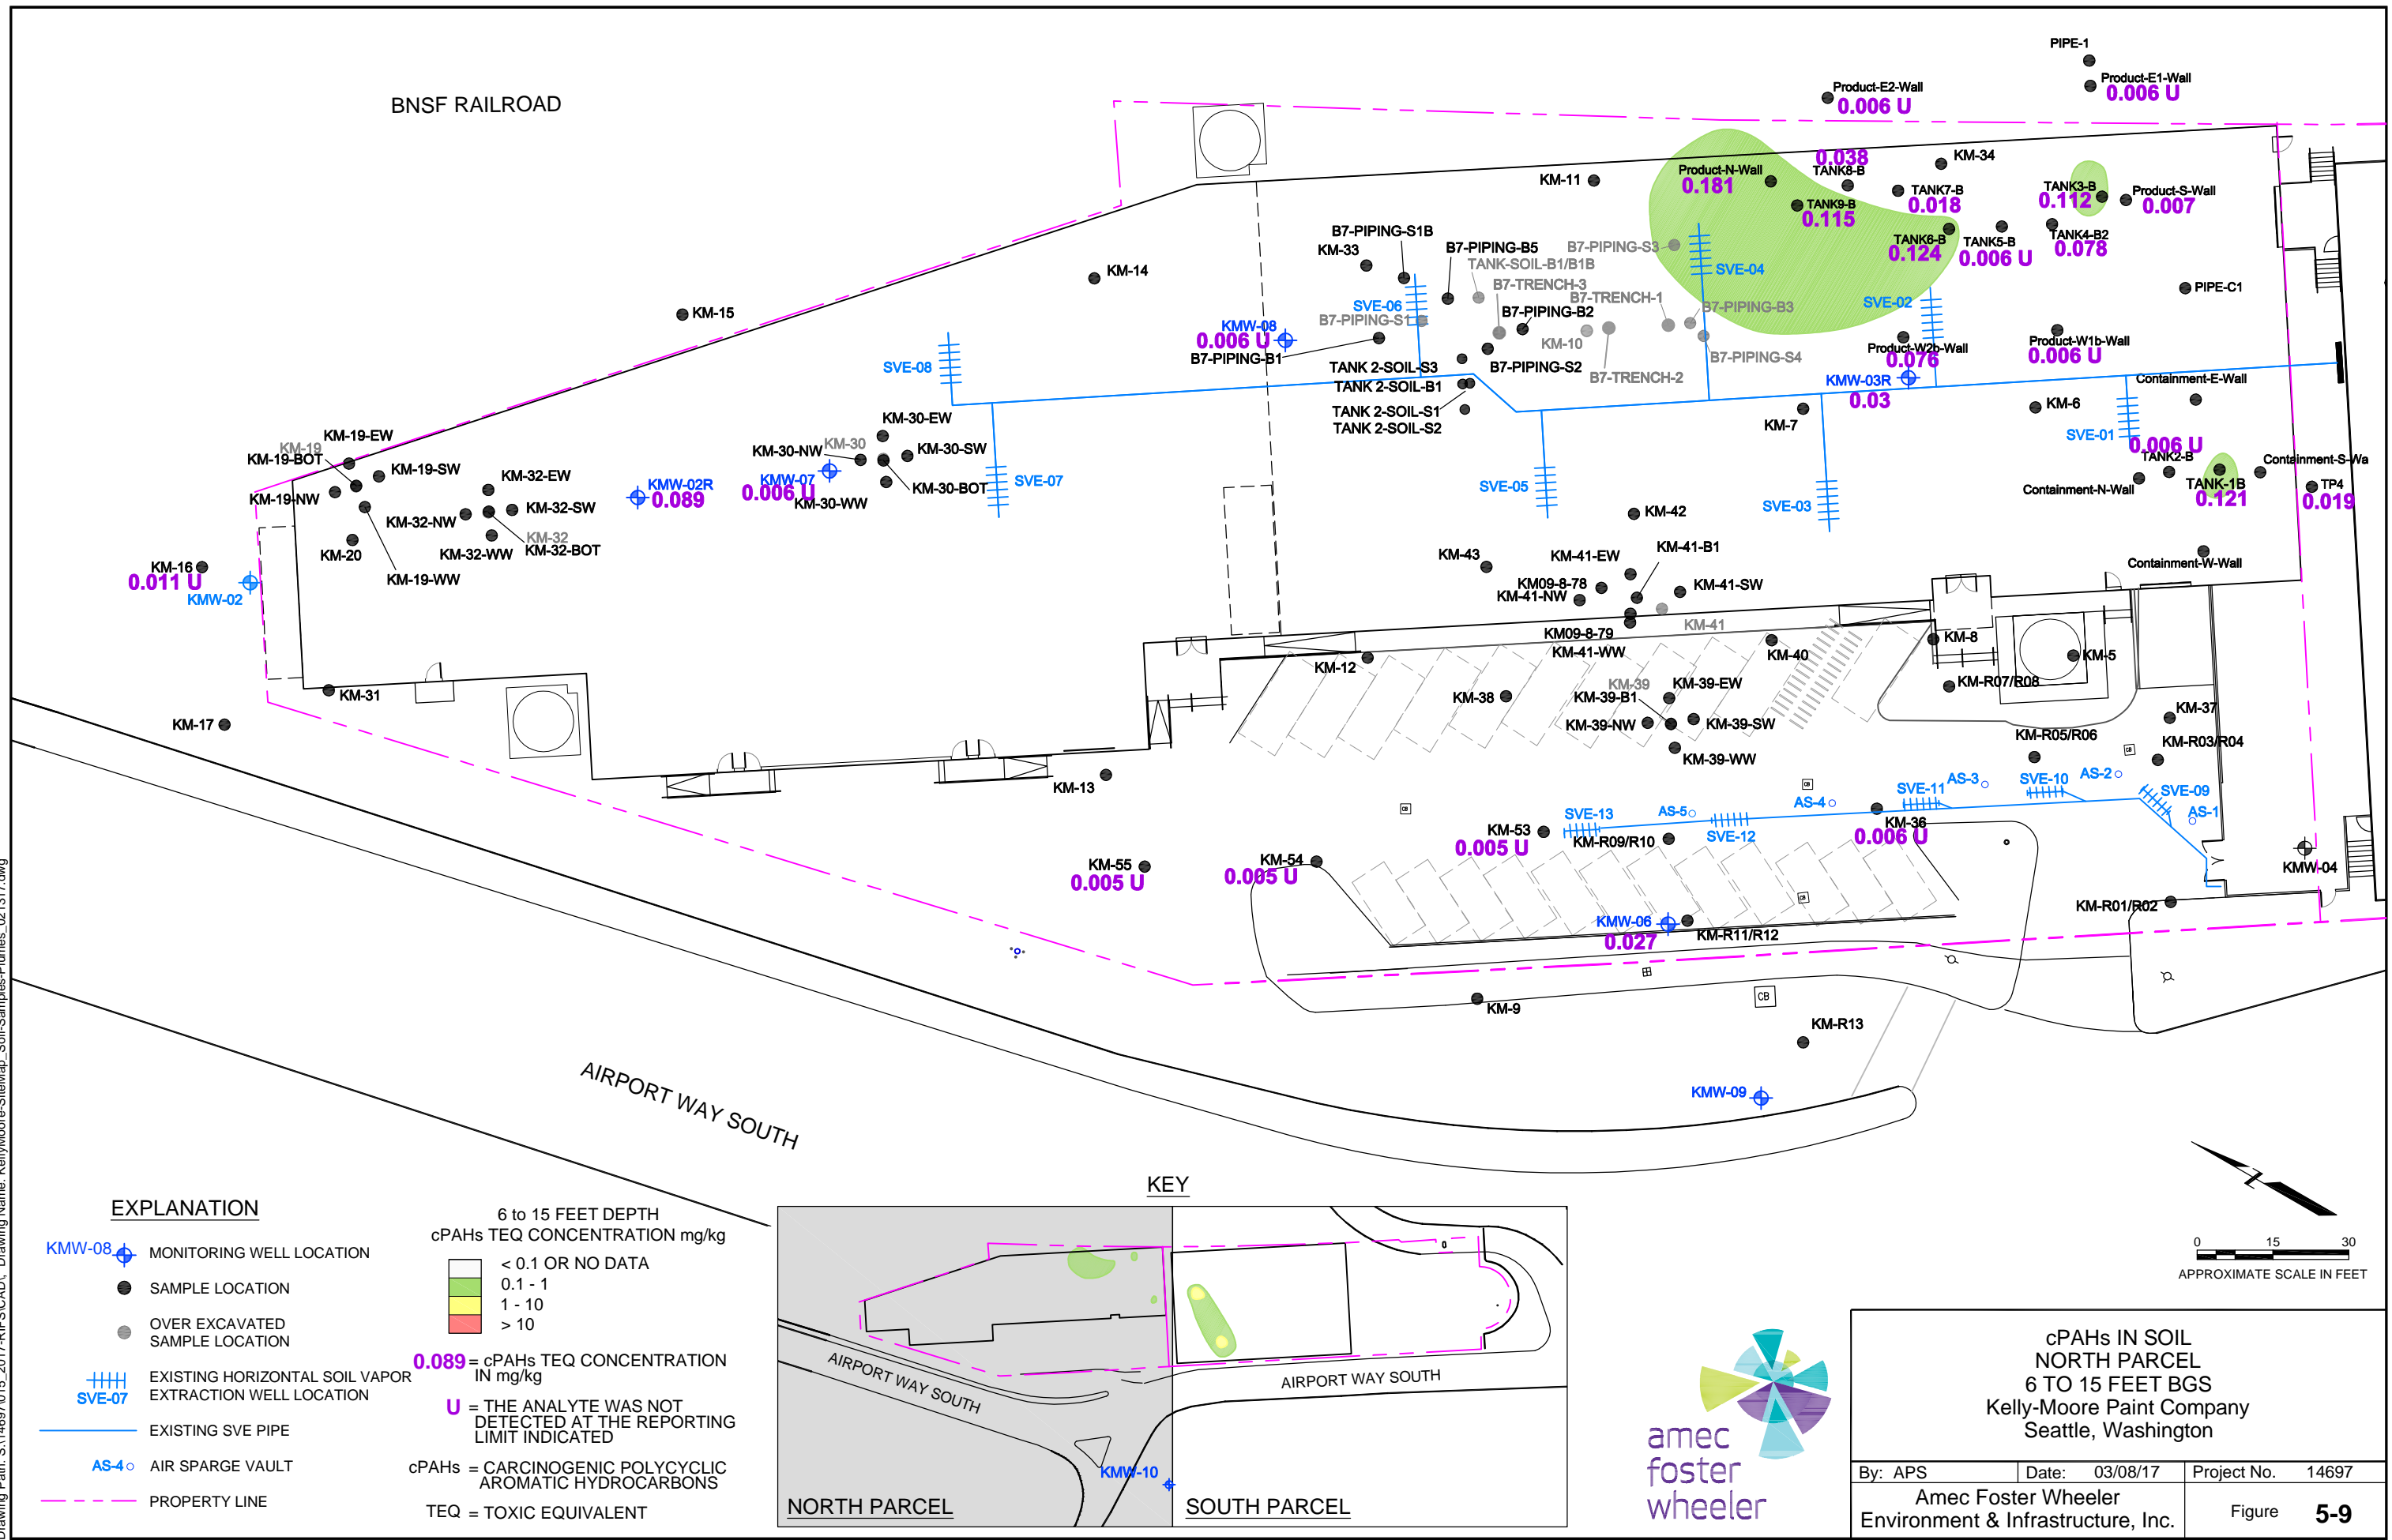 PIPE-1
Product-E1-Wall
0.006 U
Product-E2-Wall
0.006 U
BNSF RAILROAD
0.038
TANK8-B
KM-34
Product-N-Wall
0.181
KM-11
TANK7-B
0.018
TANK3-B
0.112
Product-S-Wall
0.007
TANK9-B
0.115
TANK6-B
0.124
TANK5-B
0.006 U
TANK4-B2
0.078
B7-PIPING-S1B
KM-33
B7-PIPING-B5
B7-PIPING-S3
TANK-SOIL-B1/B1B
SVE-04
KM-14
B7-TRENCH-3
B7-TRENCH-1
PIPE-C1
SVE-06
SVE-02
B7-PIPING-B3
B7-PIPING-B2
KM-15
B7-PIPING-S1
KMW-08
0.006 U
B7-PIPING-B1
KM-10
B7-PIPING-S4
Product-W2b-Wall
0.076
Product-W1b-Wall
0.006 U
SVE-08
TANK 2-SOIL-S3
B7-PIPING-S2
B7-TRENCH-2
KMW-03R
0.03
Containment-E-Wall
TANK 2-SOIL-B1
TANK 2-SOIL-S1
TANK 2-SOIL-S2
KM-7
KM-6
SVE-01
KM-30-EW
KM-19-EW
KM-19
KM-19-BOT
KM-30
KM-30-NW
KM-30-SW
0.006 U
TANK2-B
Containment-S-Wa
KM-19-SW
KM-32-EW
KMW-02R
0.089
KMW-07
0.006 U
KM-30-BOT
KM-30-WW
SVE-07
SVE-05
SVE-03
Containment-N-Wall
TANK-1B
0.121
TP4
0.019
KM-19-NW
KM-32-SW
KM-32-NW
KM-32
KM-32-BOT
KM-32-WW
KM-20
KM-19-WW
KM-42
KM-43
KM-41-EW
KM-41-B1
KM-16
0.011 U
KMW-02
KM09-8-78
KM-41-SW
KM-41-NW
Containment-W-Wall
KM-41
KM09-8-79
KM-41-WW
KM-40
KM-8
KM-5
KM-12
KM-31
KM-38
KM-39
KM-39-EW
KM-39-B1
KM-R07/R08
KM-17
KM-39-NW
KM-39-SW
KM-37
KM-39-WW
KM-R05/R06
KM-R03/R04
CB
KM-13
AS-3
SVE-10
AS-2
CB
SVE-11
SVE-09
CB
AS-4
SVE-13
AS-5
SVE-12
AS-1
KM-53
0.005 U
KM-R09/R10
KM-36
0.006 U
KM-55
0.005 U
KM-54
0.005 U
KMW-04
CB
KM-R01/R02
KMW-06
0.027
KM-R11/R12
CB
KM-9
KM-R13
KMW-09
AIRPORT WAY SOUTH
EXPLANATION
KMW-08
MONITORING WELL LOCATION
SAMPLE LOCATION
OVER EXCAVATED
SAMPLE LOCATION
EXISTING HORIZONTAL SOIL VAPOR
EXTRACTION WELL LOCATION
SVE-07
EXISTING SVE PIPE
AS-4
AIR SPARGE VAULT
PROPERTY LINE
6 to 15 FEET DEPTH
cPAHs TEQ CONCENTRATION mg/kg
< 0.1 OR NO DATA
0.1 - 1
1 - 10
> 10
0.089 = cPAHs TEQ CONCENTRATION
IN mg/kg
U = THE ANALYTE WAS NOT
DETECTED AT THE REPORTING
LIMIT INDICATED
cPAHs = CARCINOGENIC POLYCYCLIC
AROMATIC HYDROCARBONS
TEQ = TOXIC EQUIVALENT
KEY
AIRPORT WAY SOUTH
AIRPORT WAY SOUTH
KMW-10
NORTH PARCEL
SOUTH PARCEL
0 15 30
APPROXIMATE SCALE IN FEET
amec
foster
wheeler
cPAHs IN SOIL
NORTH PARCEL
6 TO 15 FEET BGS
Kelly-Moore Paint Company
Seattle, Washington
By: APS
Date: 03/08/17
Project No. 14697
Amec Foster Wheeler
Environment & Infrastructure, Inc.
Figure 5-9